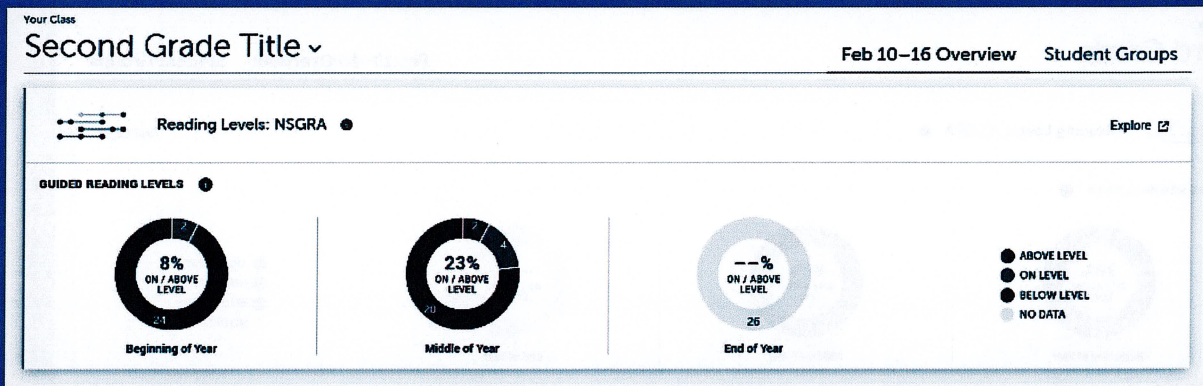 Your Class
Second Grade Title
Feb 10–16 Overview Student Groups
Reading Levels: NSGRA
Explore
GUIDED READING LEVELS
2
8%
ON / ABOVE
LEVEL
24
Beginning of Year
2
4
23%
ON / ABOVE
LEVEL
20
Middle of Year
--%
ON / ABOVE
LEVEL
26
End of Year
ABOVE LEVEL
ON LEVEL
BELOW LEVEL
NO DATA